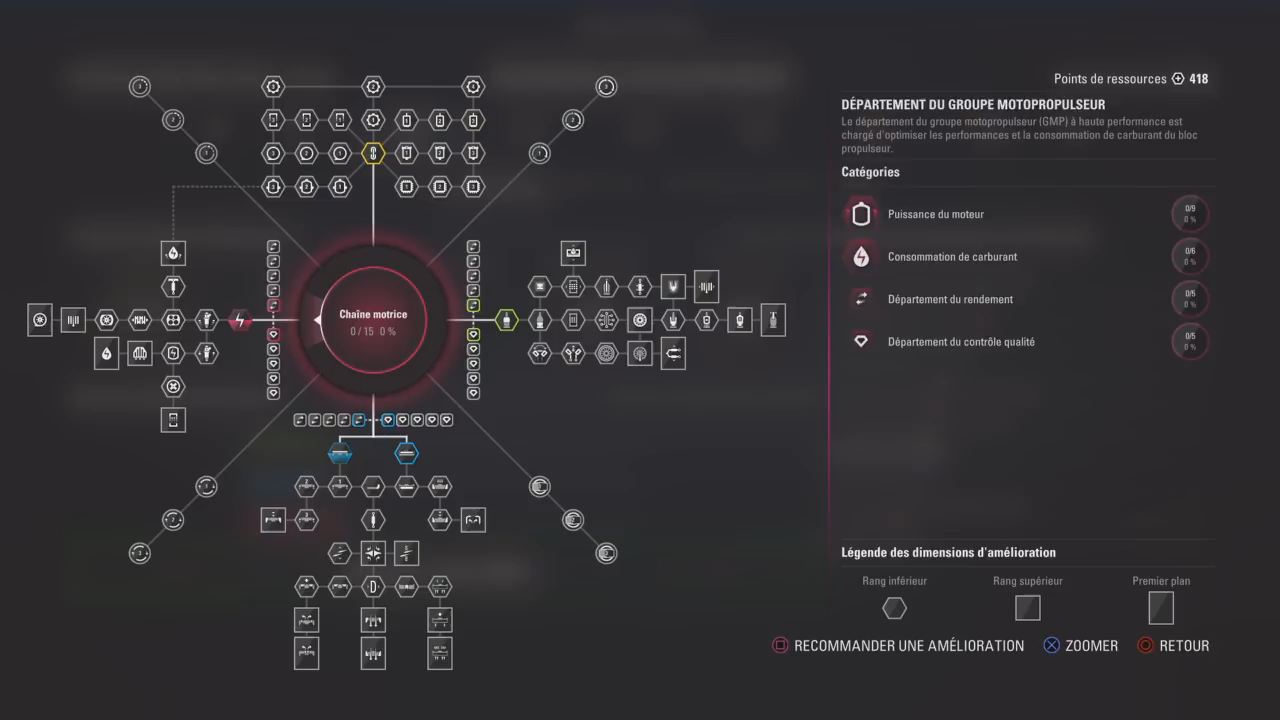 Points de ressources 418
DÉPARTEMENT DU GROUPE MOTOPROPULSEUR
Le département du groupe motopropulseur (GMP) à haute performance est
chargé d'optimiser les performances et la consommation de carburant du bloc
propulseur.
Catégories
Puissance du moteur
0/9
0 %
Consommation de carburant
0/6
0 %
Département du rendement
0/5
0 %
Département du contrôle qualité
0/5
0 %
Chaîne motrice
0 / 15 0 %
Légende des dimensions d'amélioration
Rang inférieur
Rang supérieur
Premier plan
RECOMMANDER UNE AMÉLIORATION
ZOOMER
RETOUR